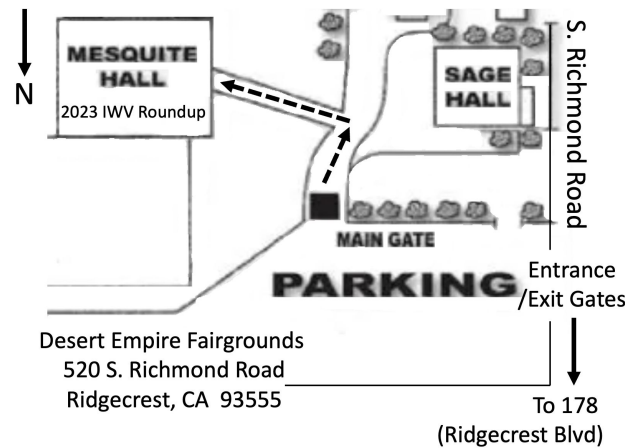 N
MESQUITE
HALL
2023 IWV Roundup
SAGE
HALL
S. Richmond Road
MAIN GATE
PARKING
Entrance
/Exit Gates
Desert Empire Fairgrounds
520 S. Richmond Road
Ridgecrest, CA 93555
To 178
(Ridgecrest Blvd)